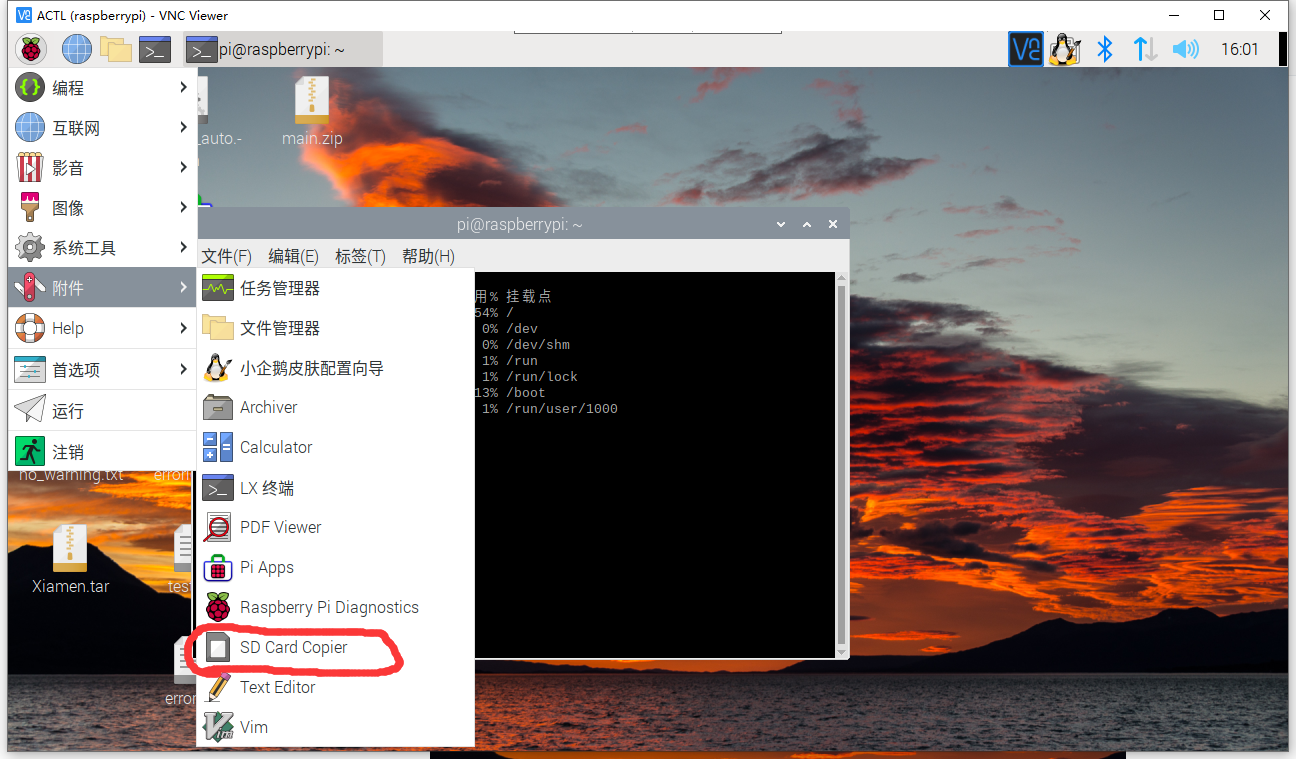 ACTL (raspberrypi) - VNC Viewer
pi@raspberrypi: ~
16:01
编程
互联网
影音
图像
系统工具
附件
Help
首选项
运行
注销
_auto.-
main.zip
pi@raspberrypi: ~
文件(F) 编辑(E) 标签(T) 帮助(H)
用% 挂载点
54% /
0% /dev
0% /dev/shm
1% /run
1% /run/lock
13% /boot
1% /run/user/1000
任务管理器
文件管理器
小企鹅皮肤配置向导
Archiver
Calculator
LX 终端
PDF Viewer
Pi Apps
Raspberry Pi Diagnostics
SD Card Copier
Text Editor
Vim
no_warning.txt
Xiamen.tar
test
error